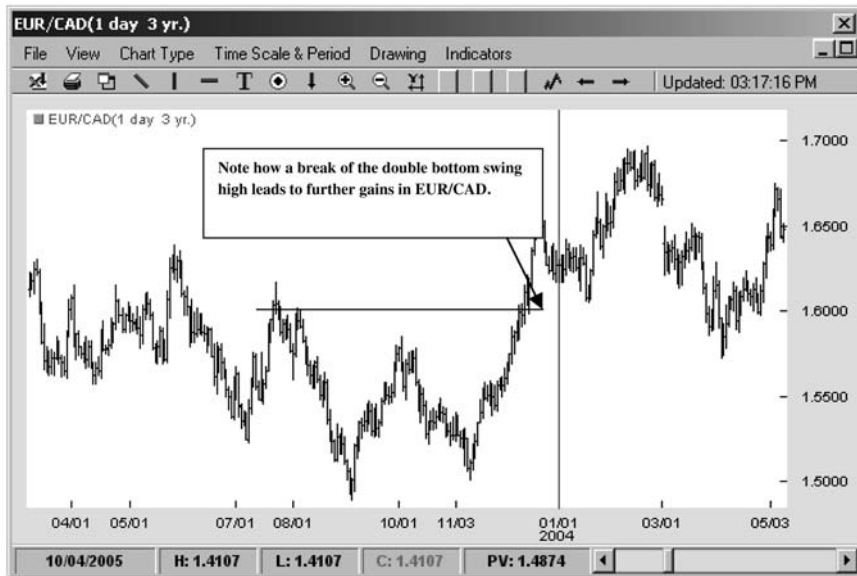 EUR/CAD(1 day 3 yr.)
File View Chart Type Time Scale & Period Drawing Indicators
T Updated: 03:17:16 PM
EUR/CAD(1 day 3 yr.)
Note how a break of the double bottom swing
high leads to further gains in EUR/CAD.
1.7000
1.6500
1.6000
1.5500
1.5000
04/01 05/01 07/01 08/01 10/01 11/03 01/01 03/01 05/03
2004
10/04/2005 H: 1.4107 L: 1.4107 C: 1.4107 PV: 1.4874